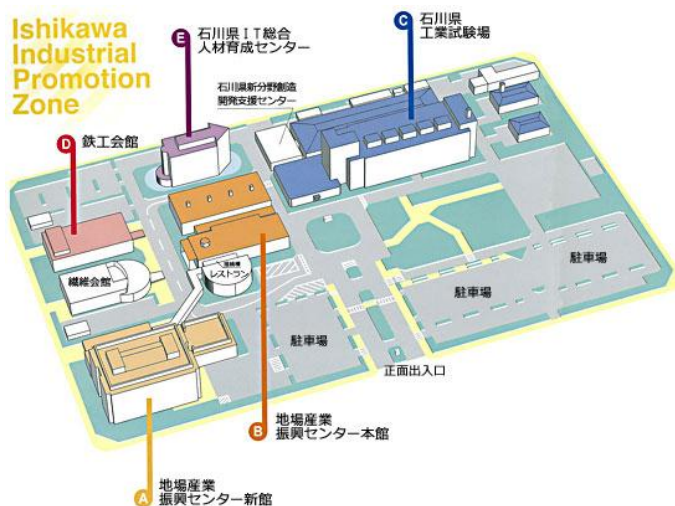 Ishikawa
Industrial
Promotion
Zone
E
石川県IT総合
人材育成センター
C
石川県
工業試験場
石川県新分野創造
開発支援センター
D
鉄工会館
繊維会館
レストラン
駐車場
駐車場
駐車場
正面出入口
B
地場産業
振興センター本館
A
地場産業
振興センター新館